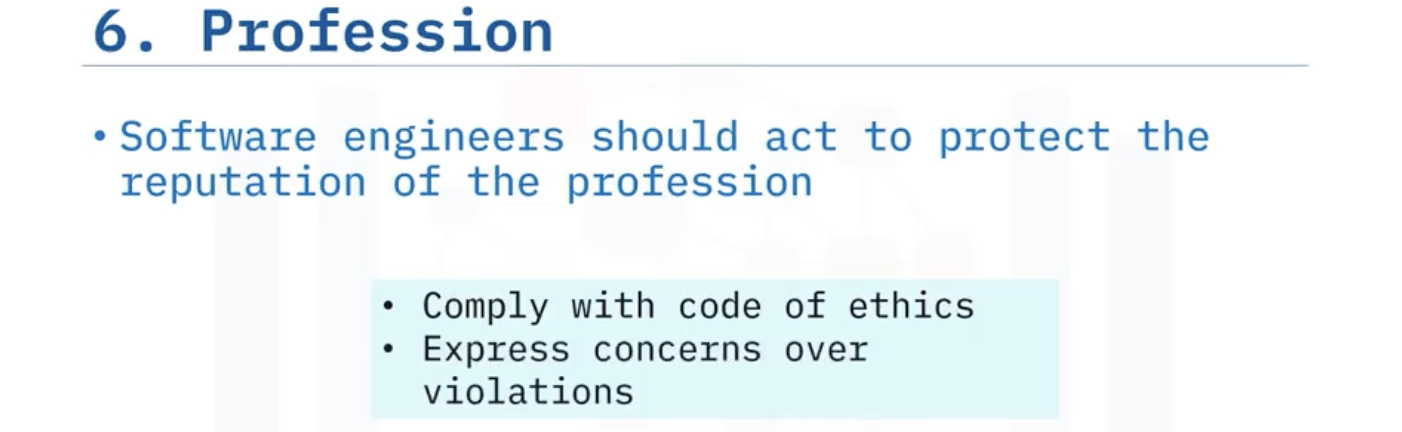 6. Profession
• Software engineers should act to protect the
reputation of the profession
• Comply with code of ethics
• Express concerns over
violations